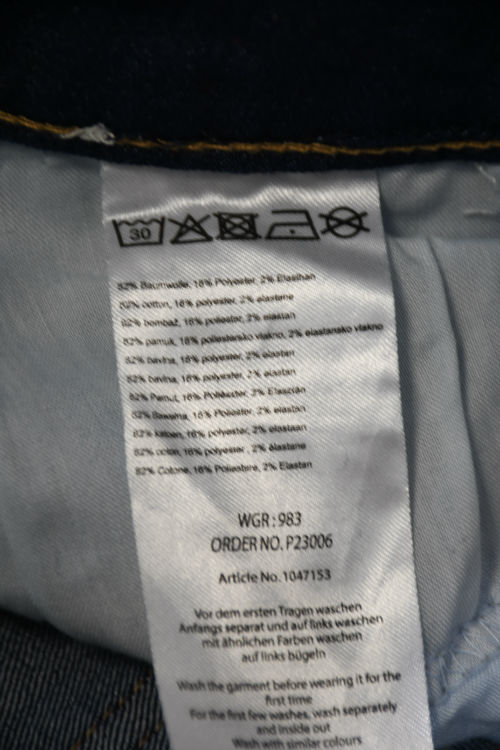 30
82% Baumwolle, 16% Polyester, 2% Elasthan
82% cotton, 16% polyester, 2% elastane
82% bombaž, 16% poliester, 2% elastan
82% pamuk, 16% poliestersko vlakno, 2% elastansko vlakno
82% bavlna, 16% polyester, 2% elastan
82% bavlna, 16% polyester, 2% elastan
82% Pamut, 16% Poliészter, 2% Elasztán
82% Bawełna, 16% Poliester, 2% elastan
82% katoen, 16% polyester, 2% elastaan
82% coton, 16% polyester, 2% élastane
82% Cotone, 16% Poliestere, 2% Elastan
WGR : 983
ORDER NO. P23006
Article No. 1047153
Vor dem ersten Tragen waschen
Anfangs separat und auf links waschen
mit ähnlichen Farben waschen
auf links bügeln
Wash the garment before wearing it for the
first time
For the first few washes, wash separately
and inside out
Wash with similar colours